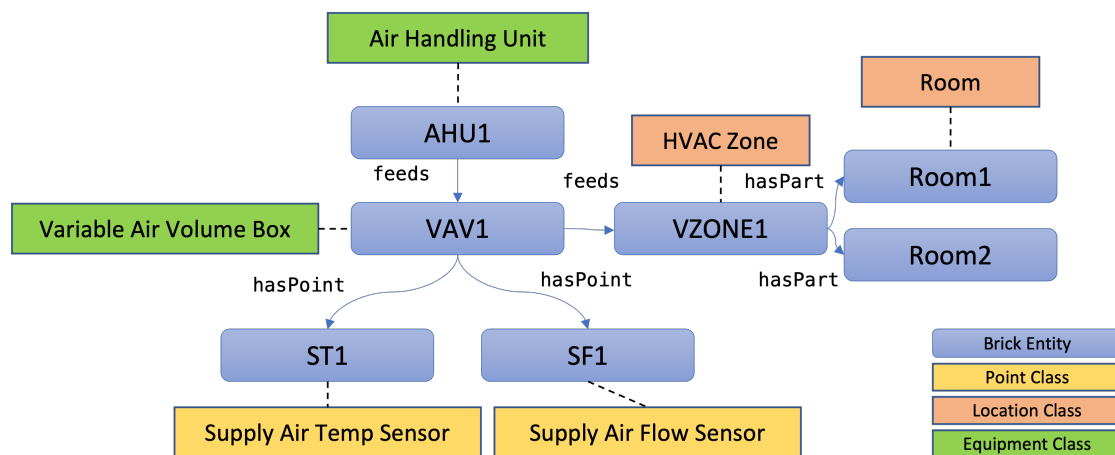 Air Handling Unit
Room
AHU1
HVAC Zone
feeds
feeds
hasPart
Room1
Variable Air Volume Box
VAV1
VZONE1
Room2
hasPoint
hasPoint
hasPart
ST1
SF1
Brick Entity
Point Class
Location Class
Supply Air Temp Sensor
Supply Air Flow Sensor
Equipment Class